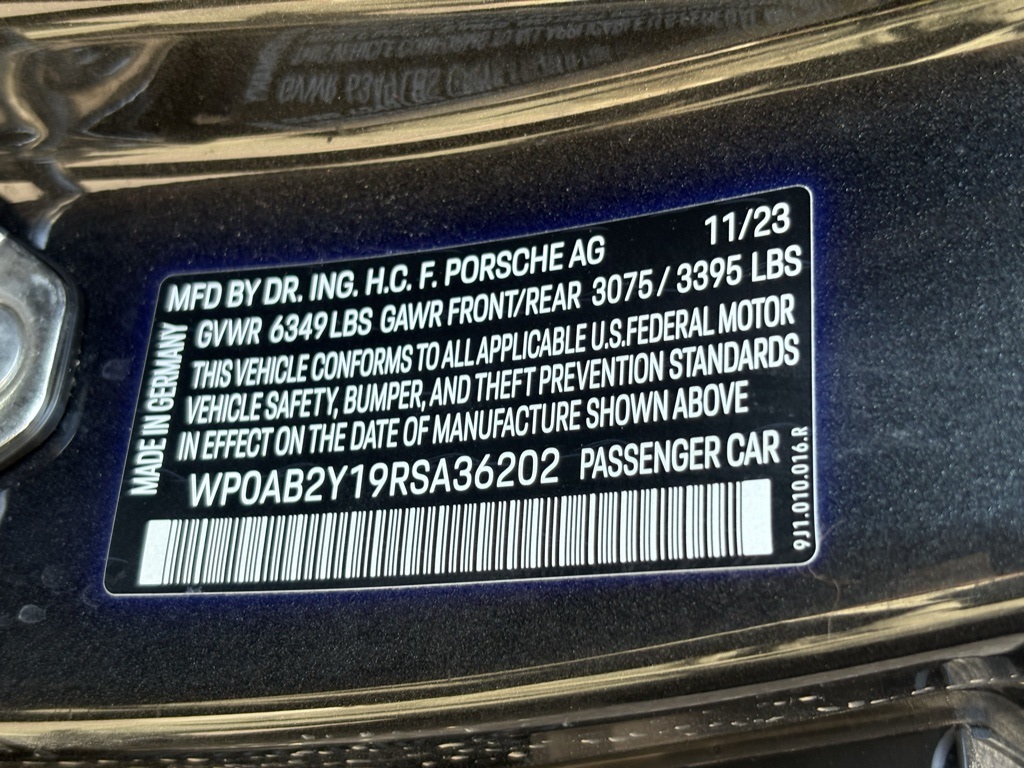 11/23
MFD BY DR. ING. H.C. F. PORSCHE AG
GVWR 6349 LBS GAWR FRONT/REAR 3075 / 3395 LBS
THIS VEHICLE CONFORMS TO ALL APPLICABLE U.S.FEDERAL MOTOR
VEHICLE SAFETY, BUMPER, AND THEFT PREVENTION STANDARDS
IN EFFECT ON THE DATE OF MANUFACTURE SHOWN ABOVE
WP0AB2Y19RSA36202 PASSENGER CAR
MADE IN GERMANY
9J1.010.016.R